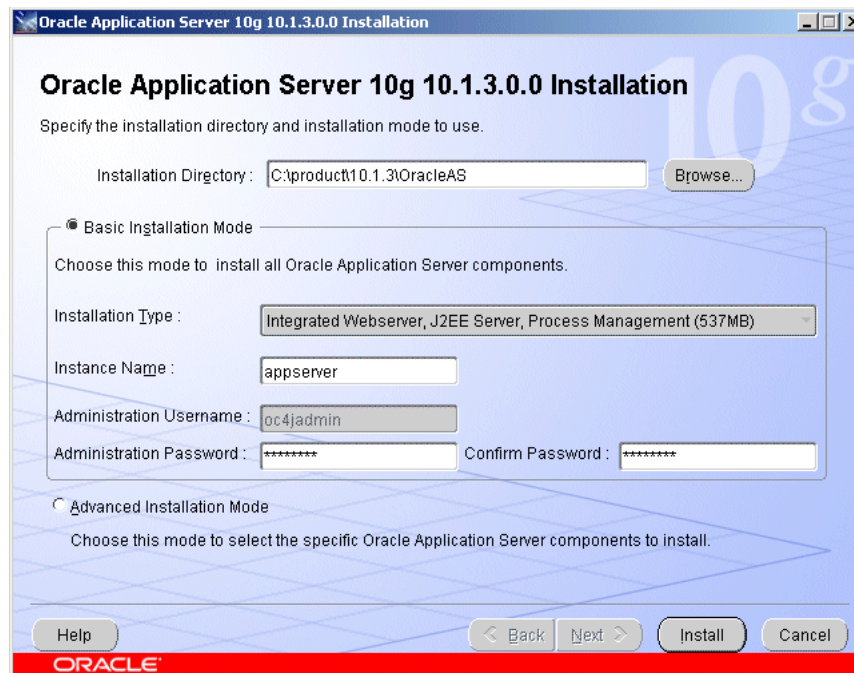 Oracle Application Server 10g 10.1.3.0.0 Installation
10g
Oracle Application Server 10g 10.1.3.0.0 Installation
Specify the installation directory and installation mode to use.
Installation Directory : C:\product\10.1.3\OracleAS Browse...
Basic Installation Mode
Choose this mode to install all Oracle Application Server components.
Installation Type : Integrated Webserver, J2EE Server, Process Management (537MB)
Instance Name : appserver
Administration Username : oc4jadmin
Administration Password : ******** Confirm Password : ********
Advanced Installation Mode
Choose this mode to select the specific Oracle Application Server components to install.
Help Back Next Install Cancel
ORACLE